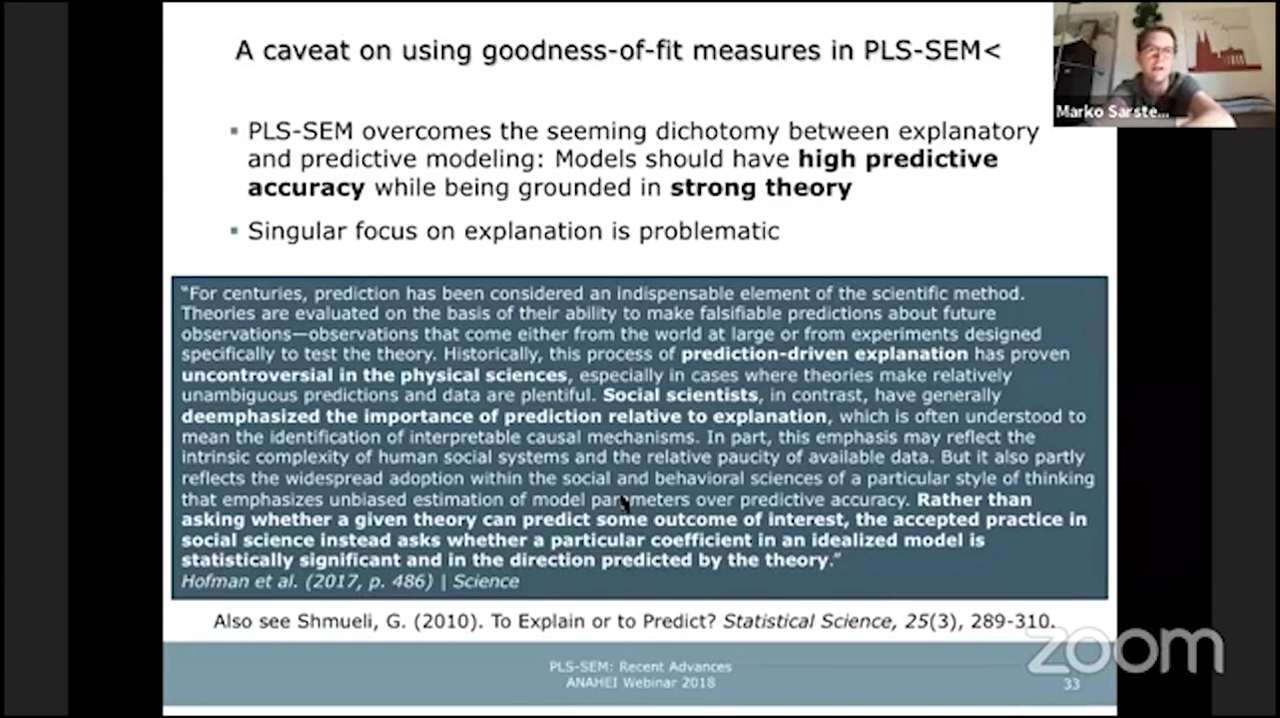 A caveat on using goodness-of-fit measures in PLS-SEM<
Marko Sarste...
PLS-SEM overcomes the seeming dichotomy between explanatory
and predictive modeling: Models should have high predictive
accuracy while being grounded in strong theory
Singular focus on explanation is problematic
"For centuries, prediction has been considered an indispensable element of the scientific method.
Theories are evaluated on the basis of their ability to make falsifiable predictions about future
observations—observations that come either from the world at large or from experiments designed
specifically to test the theory. Historically, this process of prediction-driven explanation has proven
uncontroversial in the physical sciences, especially in cases where theories make relatively
unambiguous predictions and data are plentiful. Social scientists, in contrast, have generally
deemphasized the importance of prediction relative to explanation, which is often understood to
mean the identification of interpretable causal mechanisms. In part, this emphasis may reflect the
intrinsic complexity of human social systems and the relative paucity of available data. But it also partly
reflects the widespread adoption within the social and behavioral sciences of a particular style of thinking
that emphasizes unbiased estimation of model parameters over predictive accuracy. Rather than
asking whether a given theory can predict some outcome of interest, the accepted practice in
social science instead asks whether a particular coefficient in an idealized model is
statistically significant and in the direction predicted by the theory."
Hofman et al. (2017, p. 486) | Science
Also see Shmueli, G. (2010). To Explain or to Predict? Statistical Science, 25(3), 289-310.
PLS-SEM: Recent Advances
ANAHEI Webinar 2018
33
zoom